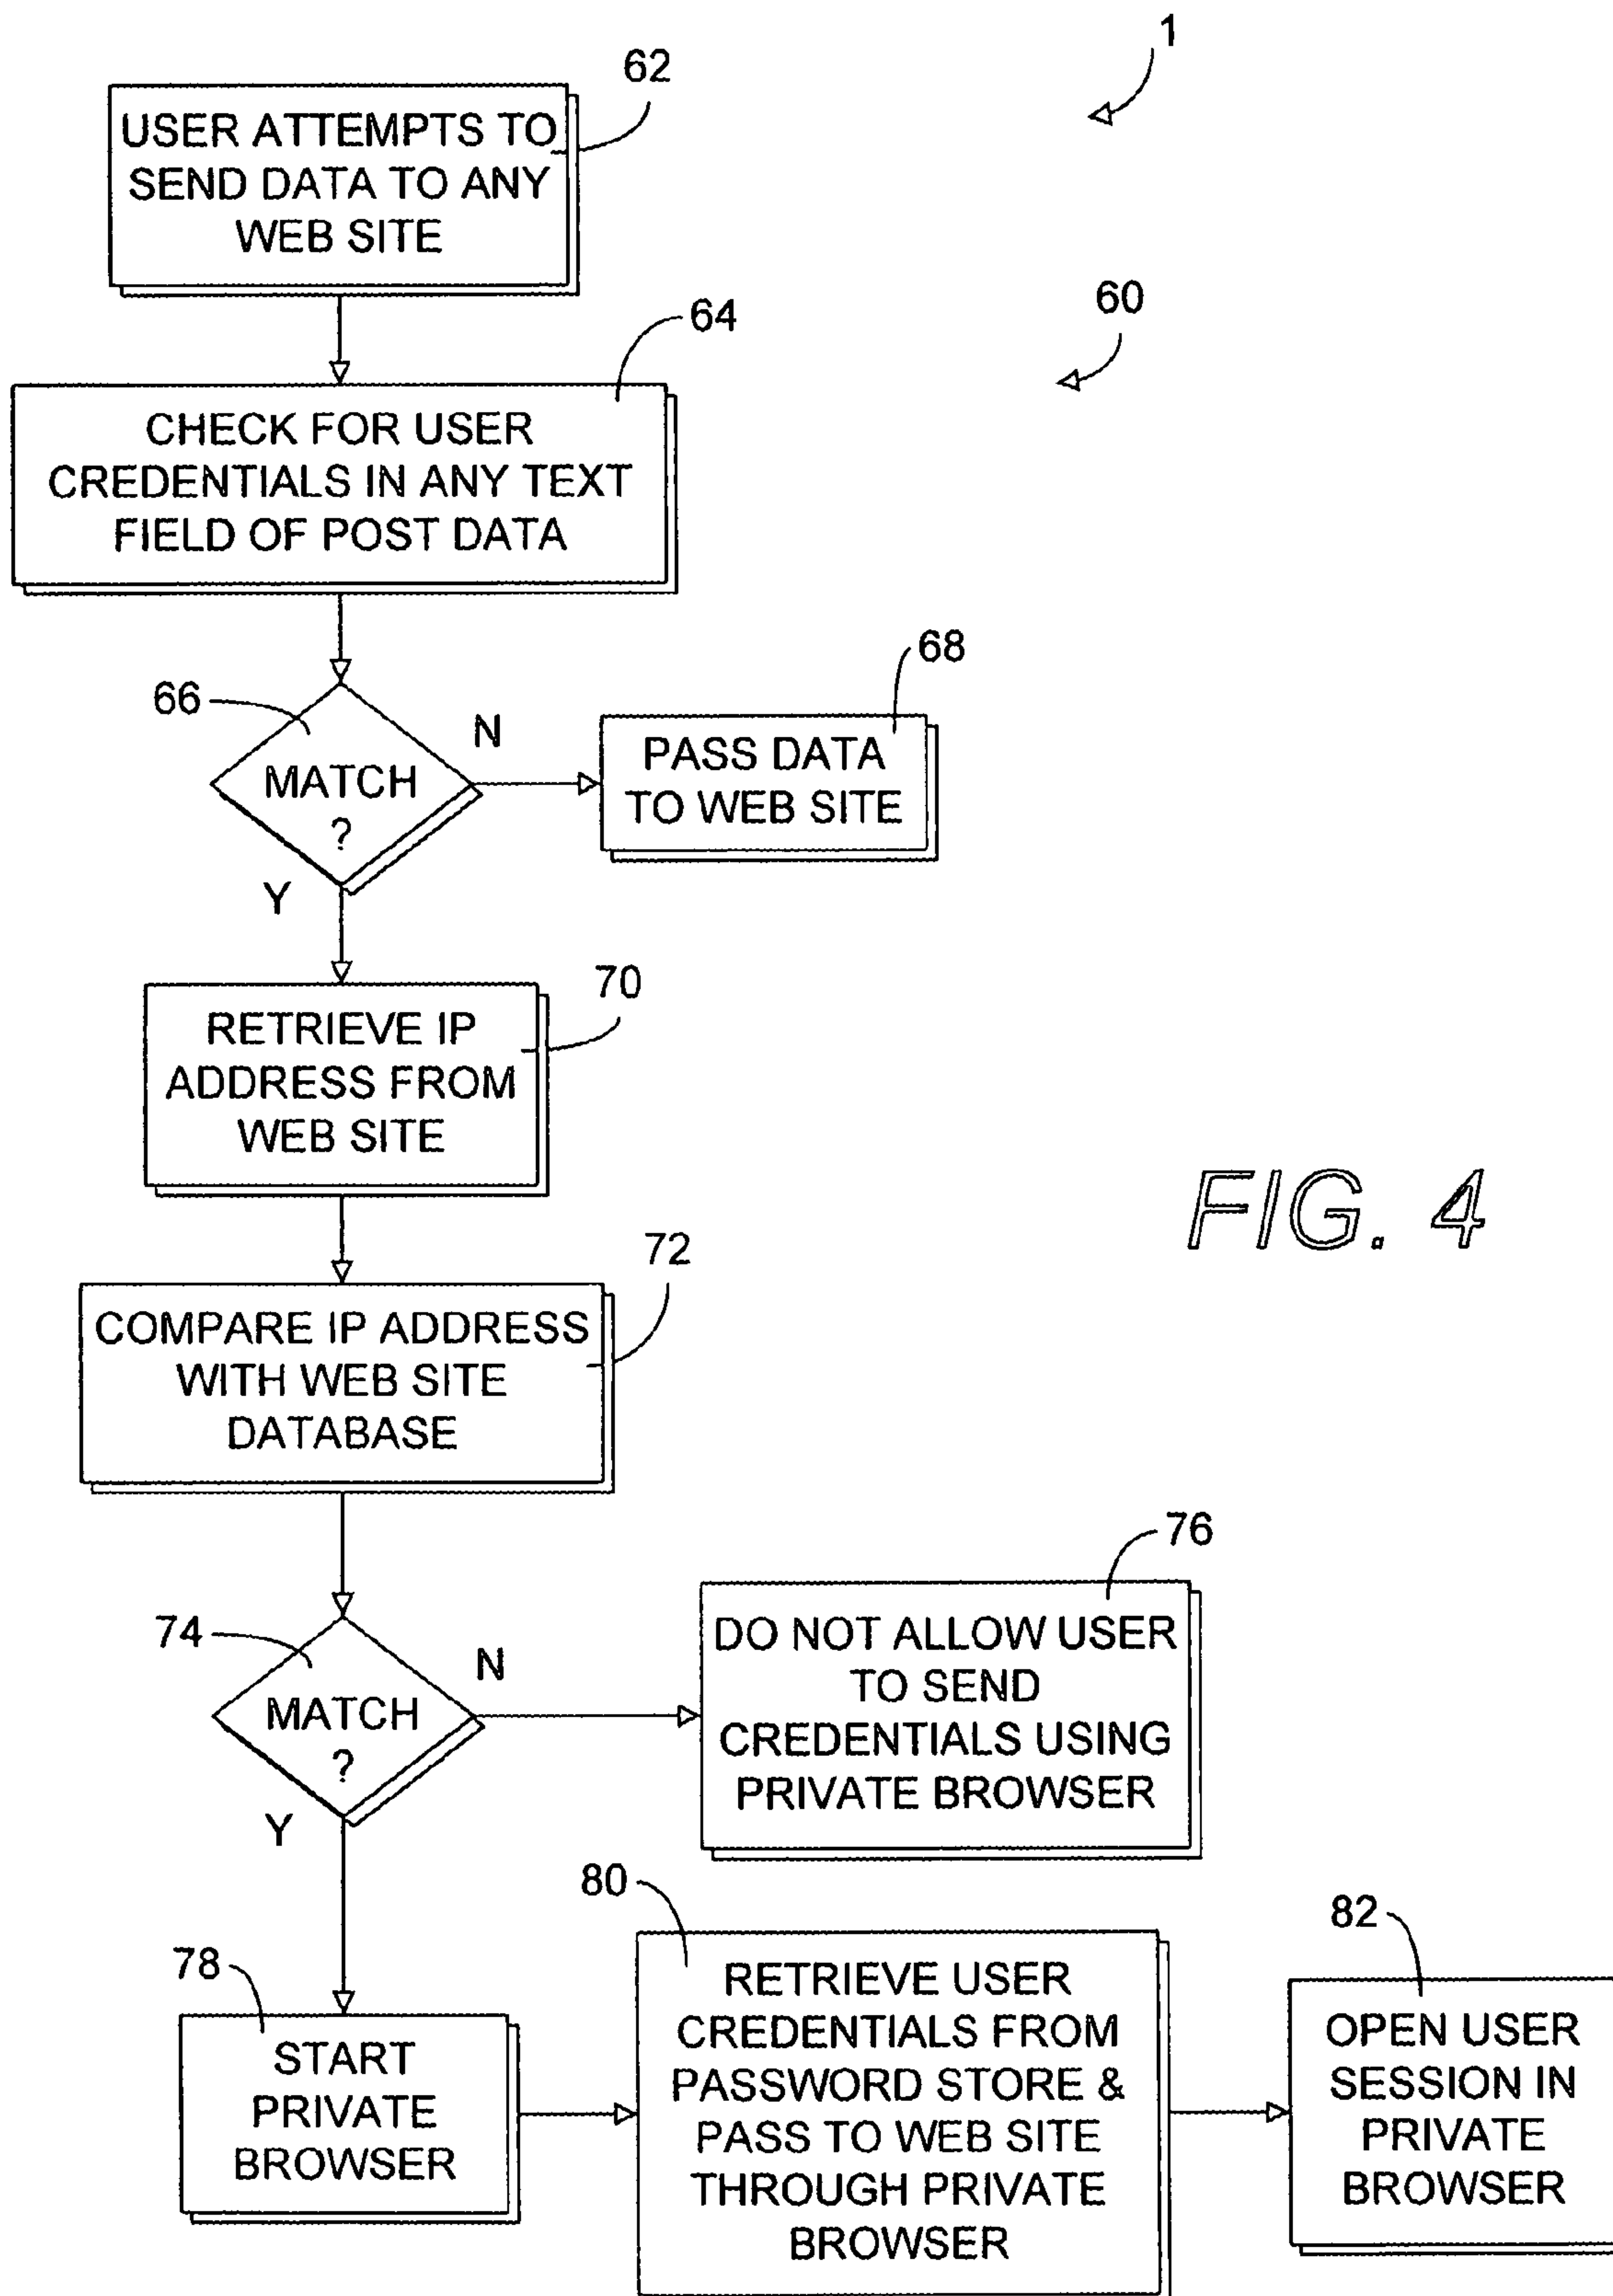 1
62
USER ATTEMPTS TO
SEND DATA TO ANY
WEB SITE
60
64
CHECK FOR USER
CREDENTIALS IN ANY TEXT
FIELD OF POST DATA
66
MATCH
?
N
Y
68
PASS DATA
TO WEB SITE
70
RETRIEVE IP
ADDRESS FROM
WEB SITE
FIG. 4
72
COMPARE IP ADDRESS
WITH WEB SITE
DATABASE
74
MATCH
?
N
Y
76
DO NOT ALLOW USER
TO SEND
CREDENTIALS USING
PRIVATE BROWSER
78
START
PRIVATE
BROWSER
80
RETRIEVE USER
CREDENTIALS FROM
PASSWORD STORE &
PASS TO WEB SITE
THROUGH PRIVATE
BROWSER
82
OPEN USER
SESSION IN
PRIVATE
BROWSER